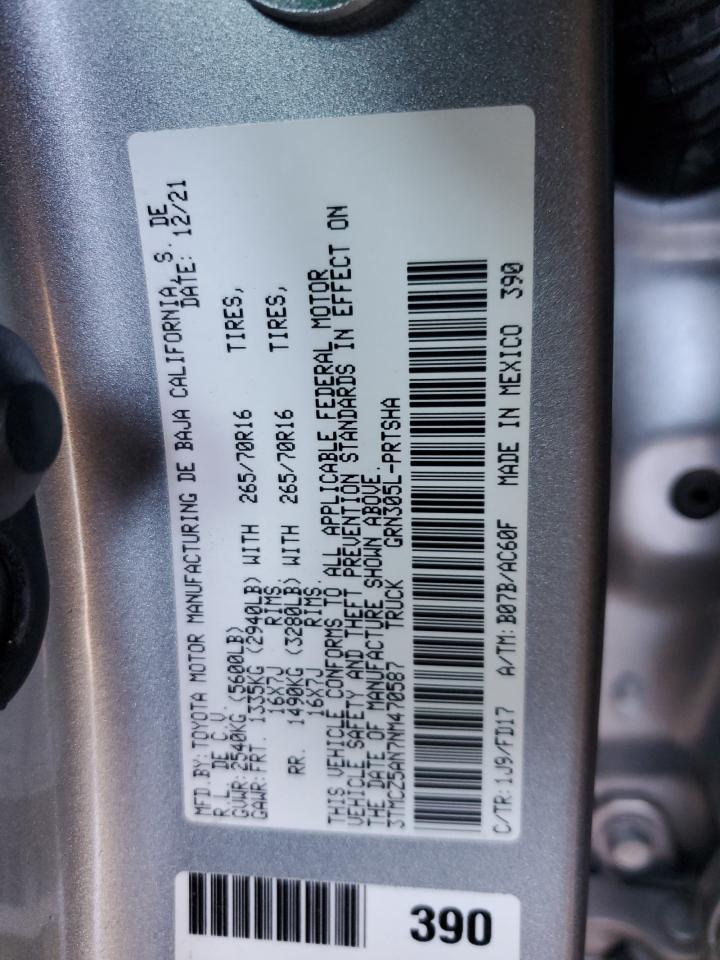 MFD.BY:TOYOTA MOTOR MANUFACTURING DE BAJA CALIFORNIA,S. DE
R.L. DE C.V. DATE: 12/21
GVWR:2540KG (5600LB)
GAWR:FRT. 1335KG (2940LB) WITH 265/70R16 TIRES,
16X7J RIMS
RR. 1490KG (3280LB) WITH 265/70R16 TIRES,
16X7J RIMS.
THIS VEHICLE CONFORMS TO ALL APPLICABLE FEDERAL MOTOR
VEHICLE SAFETY AND THEFT PREVENTION STANDARDS IN EFFECT ON
THE DATE OF MANUFACTURE SHOWN ABOVE.
3TMCZ5AN7NM470587 TRUCK GRN305L-PRTSHA
C/TR:1J9/FD17 A/TM:B07B/AC60F MADE IN MEXICO 390
390